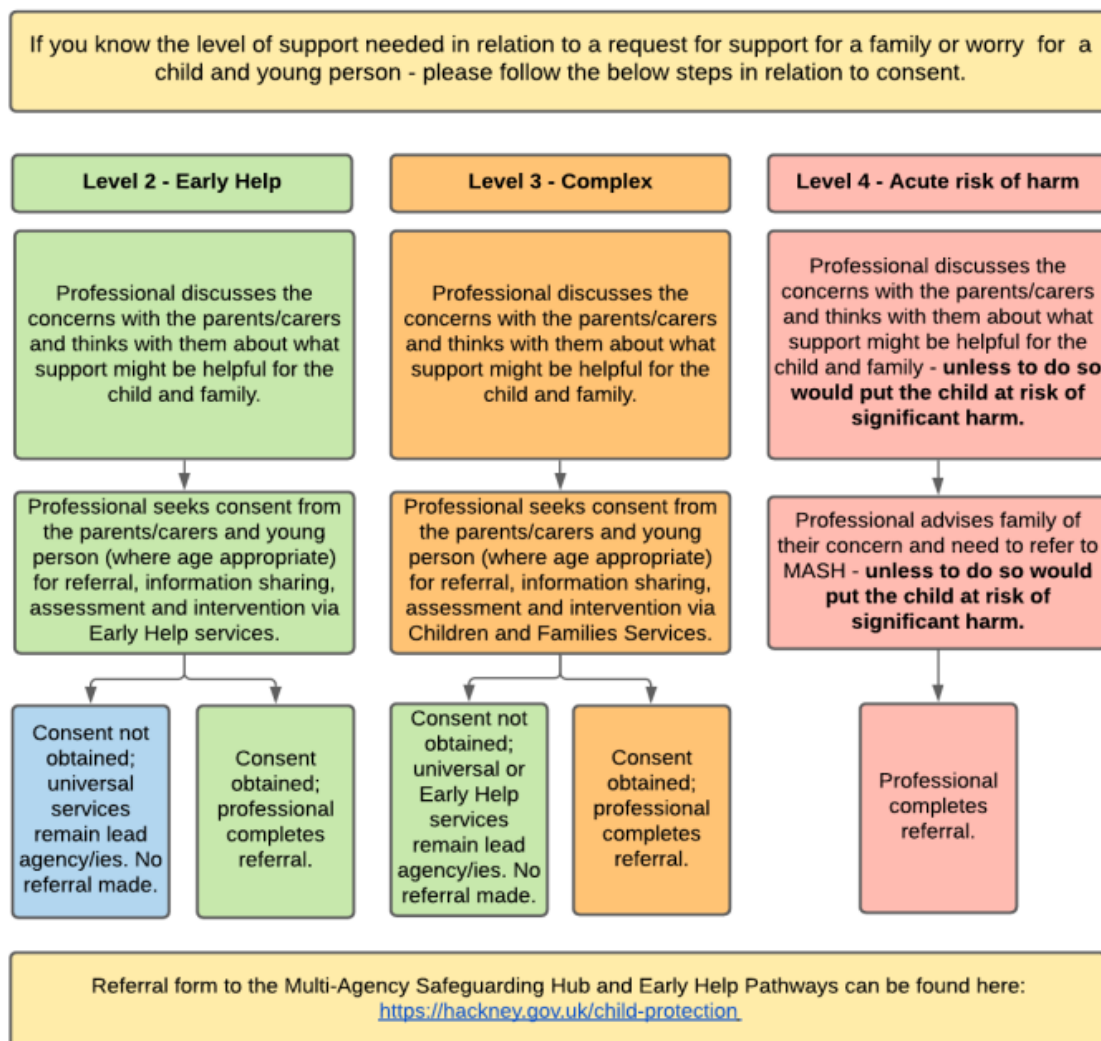 If you know the level of support needed in relation to a request for support for a family or worry  for  a
child and young person - please follow the below steps in relation to consent.
Level 2 - Early Help
Level 3 - Complex
Level 4 - Acute risk of harm
Professional discusses the
concerns with the parents/carers
and thinks with them about what
support might be helpful for the
child and family.
Professional discusses the
concerns with the parents/carers
and thinks with them about what
support might be helpful for the
child and family.
Professional discusses the
concerns with the parents/carers
and thinks with them about what
support might be helpful for the
child and family - unless to do so
would put the child at risk of
significant harm.
Professional seeks consent from
the parents/carers and young
person (where age appropriate)
for referral, information sharing,
assessment and intervention via
Early Help services.
Professional seeks consent from
the parents/carers and young
person (where age appropriate)
for referral, information sharing,
assessment and intervention via
Children and Families Services.
Professional advises family of
their concern and need to refer to
MASH - unless to do so would
put the child at risk of
significant harm.
Consent not
obtained;
universal
services
remain lead
agency/ies. No
referral made.
Consent
obtained;
professional
completes
referral.
Consent not
obtained;
universal or
Early Help
services
remain lead
agency/ies. No
referral made.
Consent
obtained;
professional
completes
referral.
Professional
completes
referral.
Referral form to the Multi-Agency Safeguarding Hub and Early Help Pathways can be found here:
https://hackney.gov.uk/child-protection